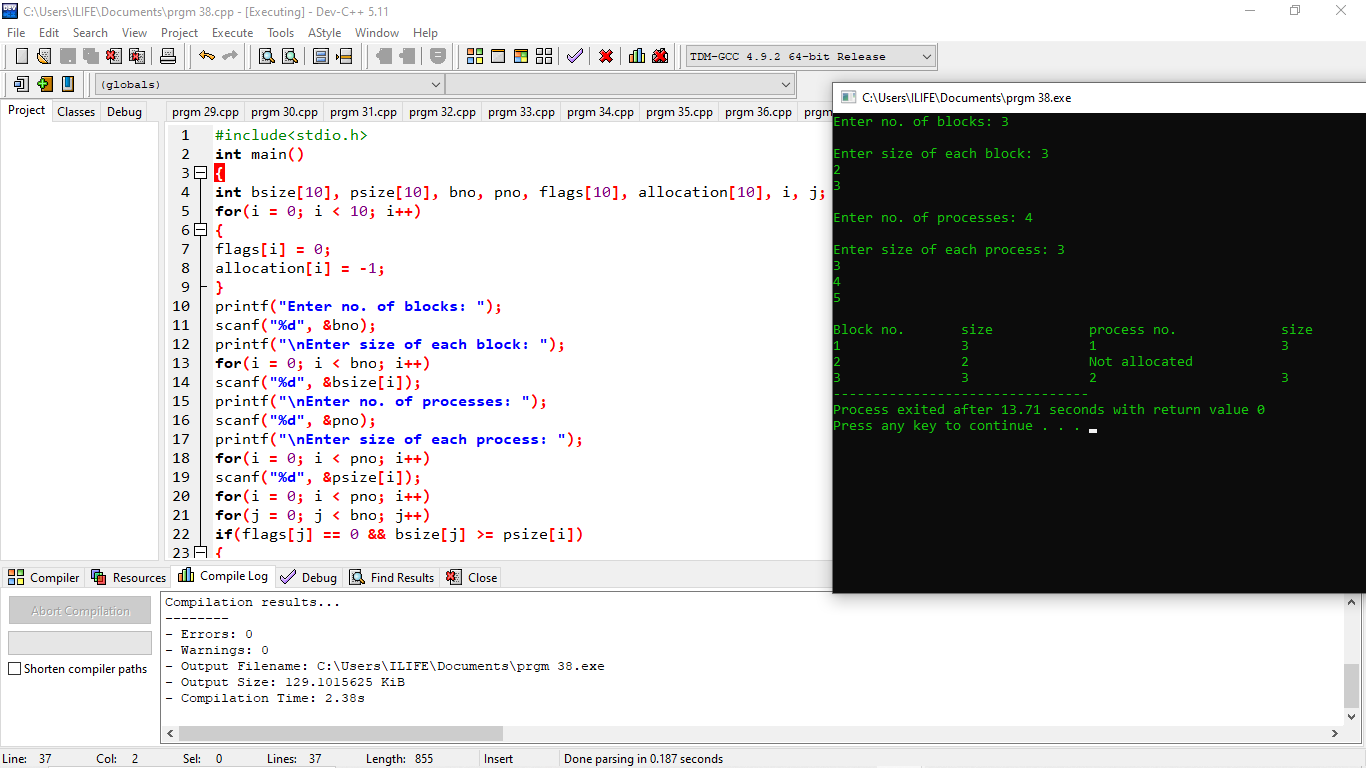 C:\Users\ILIFE\Documents\prgm 38.cpp - [Executing] - Dev-C++ 5.11
File Edit Search View Project Execute Tools AStyle Window Help
TDM-GCC 4.9.2 64-bit Release
(globals)
Project Classes Debug
prgm 29.cpp prgm 30.cpp prgm 31.cpp prgm 32.cpp prgm 33.cpp prgm 34.cpp prgm 35.cpp prgm 36.cpp prgm
1 #include<stdio.h>
2 int main()
3 {
4 int bsize[10], psize[10], bno, pno, flags[10], allocation[10], i, j;
5 for(i = 0; i < 10; i++)
6 {
7 flags[i] = 0;
8 allocation[i] = -1;
9 }
10 printf("Enter no. of blocks: ");
11 scanf("%d", &bno);
12 printf("\nEnter size of each block: ");
13 for(i = 0; i < bno; i++)
14 scanf("%d", &bsize[i]);
15 printf("\nEnter no. of processes: ");
16 scanf("%d", &pno);
17 printf("\nEnter size of each process: ");
18 for(i = 0; i < pno; i++)
19 scanf("%d", &psize[i]);
20 for(i = 0; i < pno; i++)
21 for(j = 0; j < bno; j++)
22 if(flags[j] == 0 && bsize[j] >= psize[i])
23 {
C:\Users\ILIFE\Documents\prgm 38.exe
Enter no. of blocks: 3
Enter size of each block: 3
2
3
Enter no. of processes: 4
Enter size of each process: 3
3
4
5
Block no. size process no. size
1 3 1 3
2 2 Not allocated
3 3 2 3
--------------------------------
Process exited after 13.71 seconds with return value 0
Press any key to continue . . .
Compiler Resources Compile Log Debug Find Results Close
Abort Compilation
Shorten compiler paths
Compilation results...
--------
- Errors: 0
- Warnings: 0
- Output Filename: C:\Users\ILIFE\Documents\prgm 38.exe
- Output Size: 129.1015625 KiB
- Compilation Time: 2.38s
Line: 37 Col: 2 Sel: 0 Lines: 37 Length: 855 Insert Done parsing in 0.187 seconds